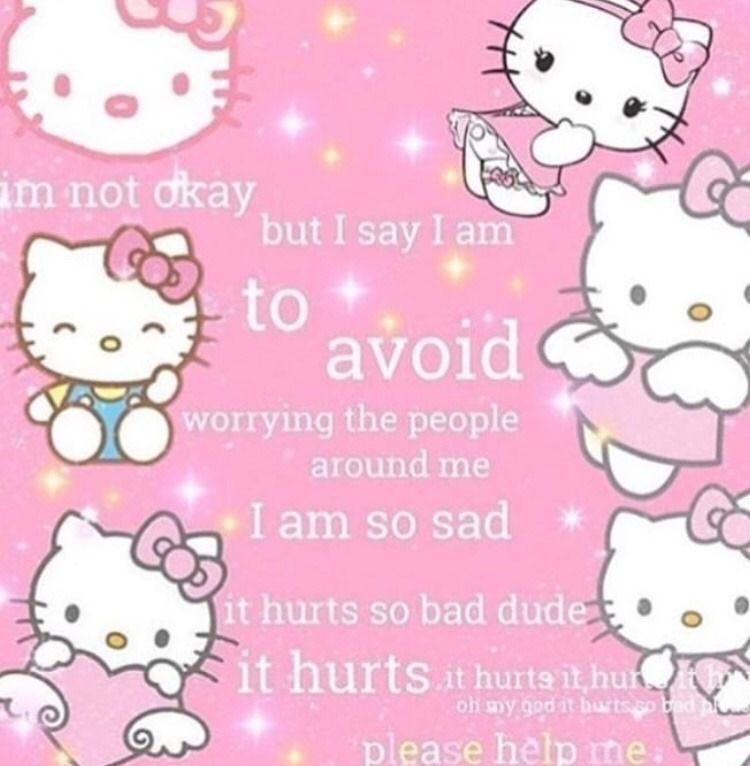 im not okay
but I say I am
to
avoid
worrying the people
around me
I am so sad
it hurts so bad dude
it hurts it hurts it
oh my god it hurts so bad
please help me